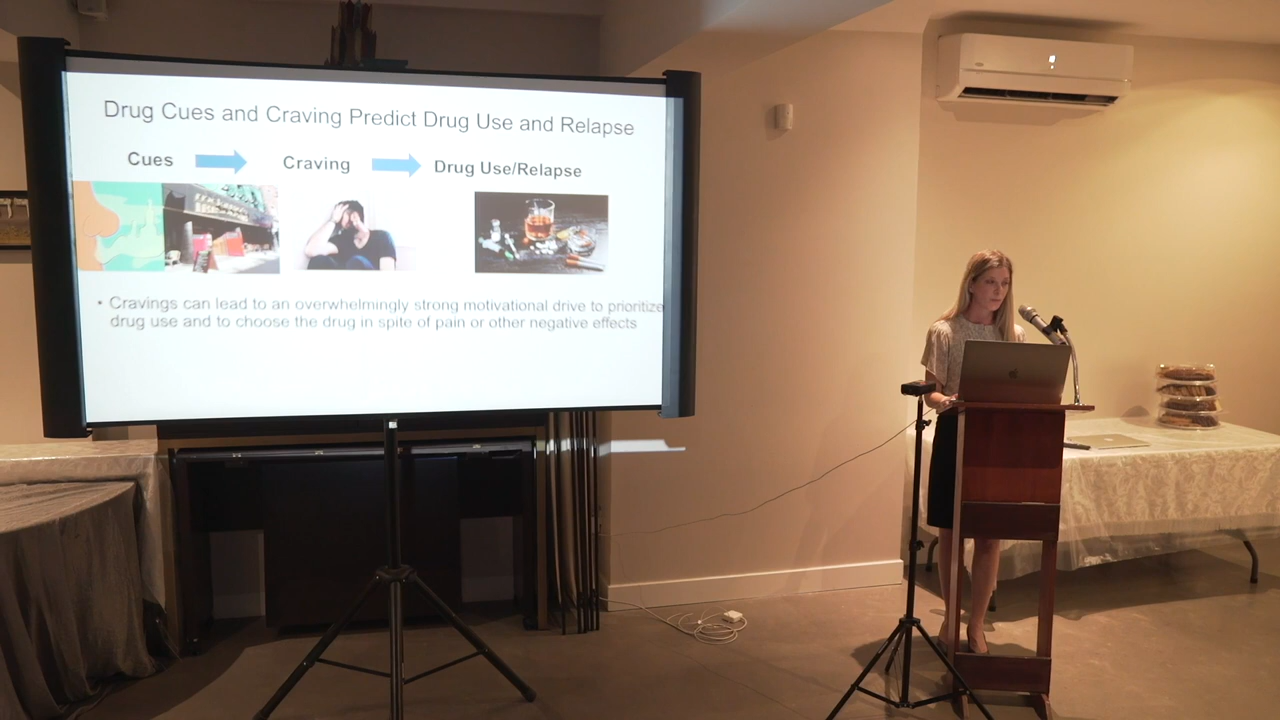 Drug Cues and Craving Predict Drug Use and Relapse
Cues Craving Drug Use/Relapse
• Cravings can lead to an overwhelmingly strong motivational drive to prioritize
drug use and to choose the drug in spite of pain or other negative effects